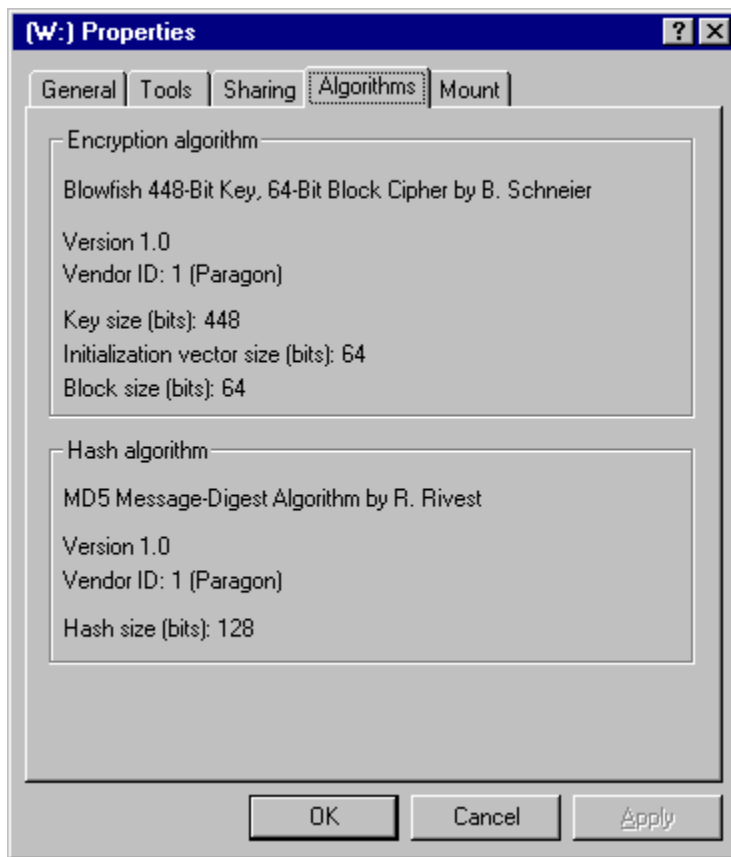 (W:) Properties
General Tools Sharing Algorithms Mount
Encryption algorithm
Blowfish 448-Bit Key, 64-Bit Block Cipher by B. Schneier
Version 1.0
Vendor ID: 1 (Paragon)
Key size (bits): 448
Initialization vector size (bits): 64
Block size (bits): 64
Hash algorithm
MD5 Message-Digest Algorithm by R. Rivest
Version 1.0
Vendor ID: 1 (Paragon)
Hash size (bits): 128
OK Cancel Apply